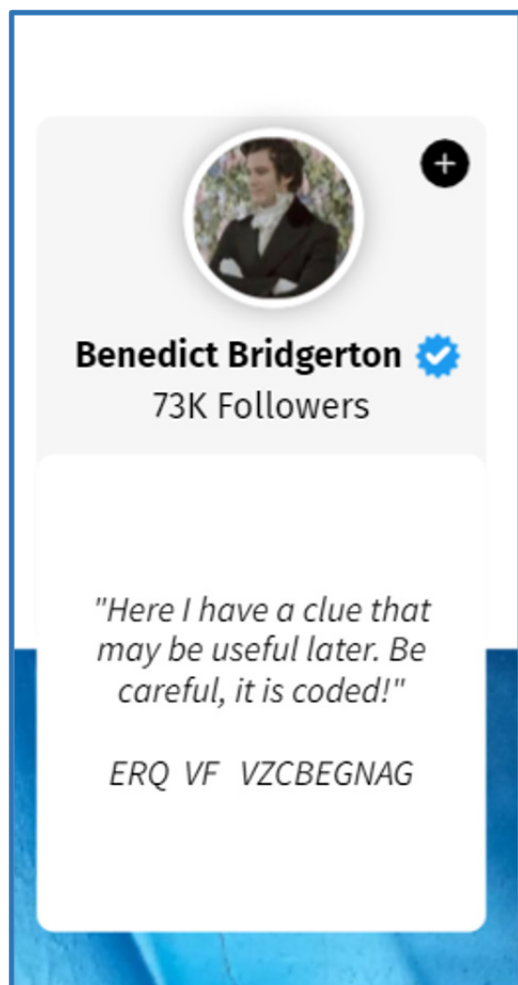 Benedict Bridgerton
73K Followers
"Here I have a clue that
may be useful later. Be
careful, it is coded!"
ERQ VF VZCBEGNAG